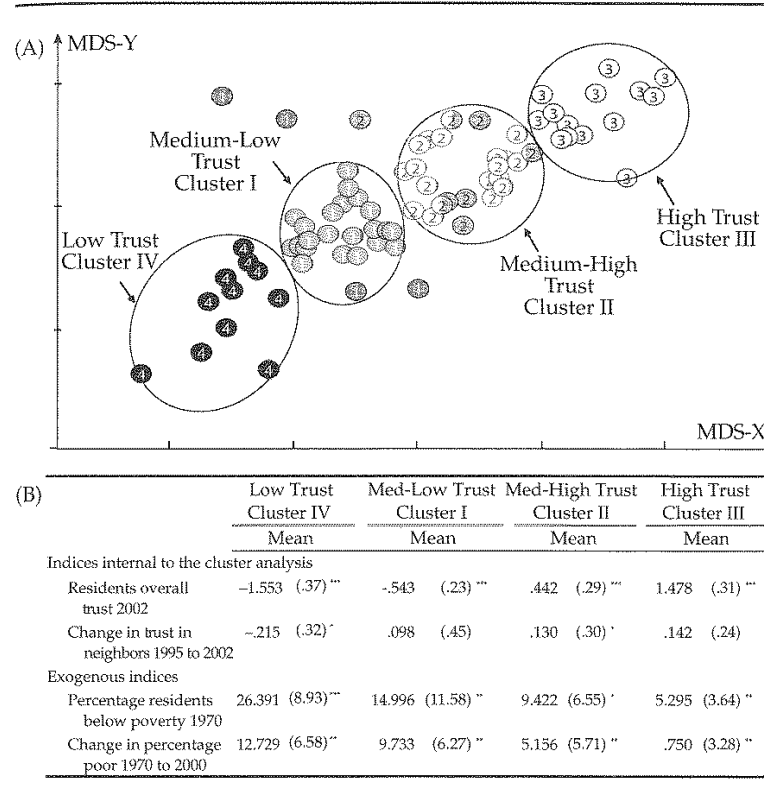 (A) MDS-Y
Medium-Low
Trust
Cluster I
Low Trust
Cluster IV
High Trust
Cluster III
Medium-High
Trust
Cluster II
MDS-X
(B)
Low Trust Med-Low Trust Med-High Trust High Trust
Cluster IV Cluster I Cluster II Cluster III
Mean Mean Mean Mean
Indices internal to the cluster analysis
Residents overall -1.553 (.37)*** -.543 (.23)*** .442 (.29)*** 1.478 (.31)***
trust 2002
Change in trust in -.215 (.32)* .098 (.45) .130 (.30)* .142 (.24)
neighbors 1995 to 2002
Exogenous indices
Percentage residents 26.391 (8.93)*** 14.996 (11.58)** 9.422 (6.55)* 5.295 (3.64)**
below poverty 1970
Change in percentage 12.729 (6.58)** 9.733 (6.27)** 5.156 (5.71)** .750 (3.28)**
poor 1970 to 2000